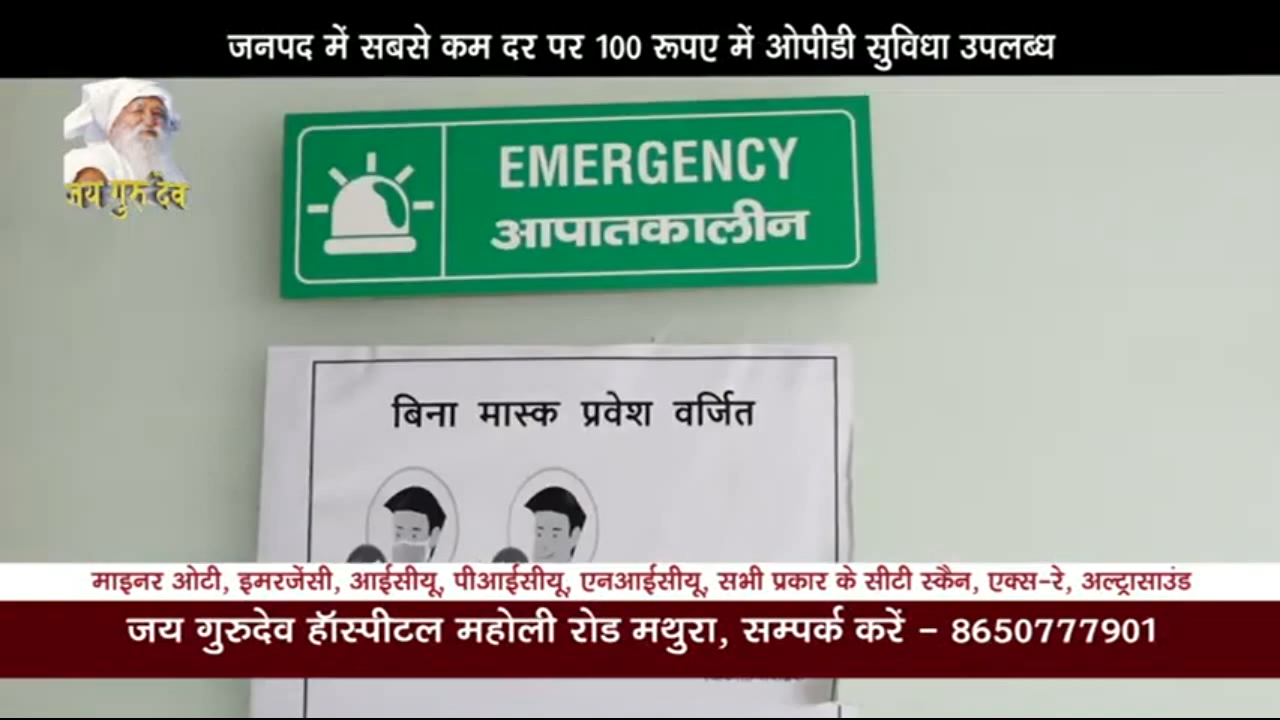 जनपद में सबसे कम दर पर 100 रूपए में ओपीडी सुविधा उपलब्ध
जय गुरु देव
EMERGENCY
आपातकालीन
बिना मास्क प्रवेश वर्जित
माइनर ओटी, इमरजेंसी, आईसीयू, पीआईसीयू, एनआईसीयू, सभी प्रकार के सीटी स्कैन, एक्स-रे, अल्ट्रासाउंड
जय गुरुदेव हॅास्पीटल महोली रोड मथुरा, सम्पर्क करें - 8650777901